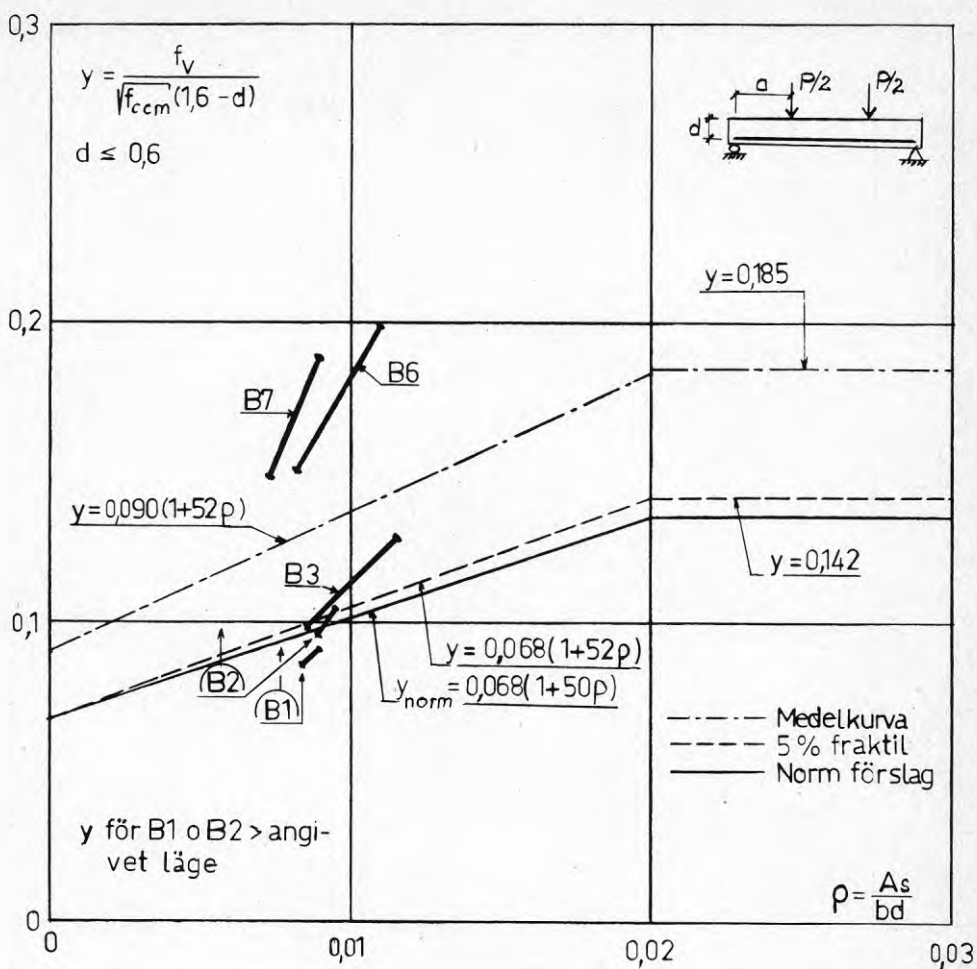 0,3
y = f_v / √f_ccm (1,6 - d)
d ≤ 0,6
a
P/2
P/2
d
y=0,185
0,2
B6
B7
y=0,090(1+52ρ)
B3
y=0,142
0,1
(B2)
(B1)
y=0,068(1+52ρ)
y_norm=0,068(1+50ρ)
Medelkurva
5 % fraktil
Norm förslag
y för B1 o B2 > angi-
vet läge
ρ = As / bd
0
0
0,01
0,02
0,03